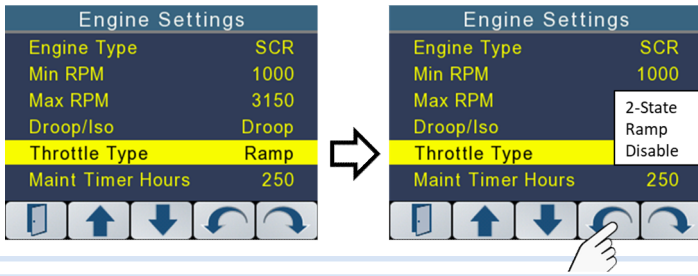 Engine Settings
Engine Type SCR
Min RPM 1000
Max RPM 3150
Droop/Iso Droop
Throttle Type Ramp
Maint Timer Hours 250
Engine Settings
Engine Type SCR
Min RPM 1000
Max RPM
Droop/Iso
Throttle Type
Maint Timer Hours 250
2-State
Ramp
Disable